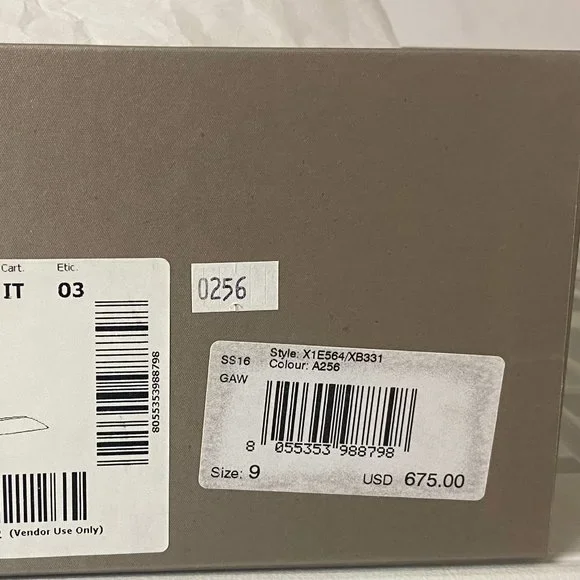 Cart. Etic.
IT 03
8055353988798
(Vendor Use Only)
0256
SS16 Style: X1E564/XB331
GAW Colour: A256
8 055353 988798
Size: 9 USD 675.00